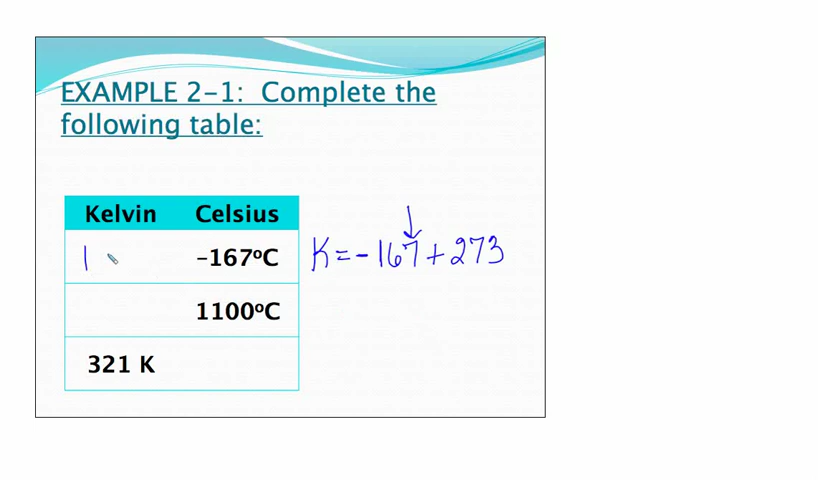 EXAMPLE 2-1: Complete the
following table:
Kelvin Celsius
1 -167°C K = -167 + 273
1100°C
321 K